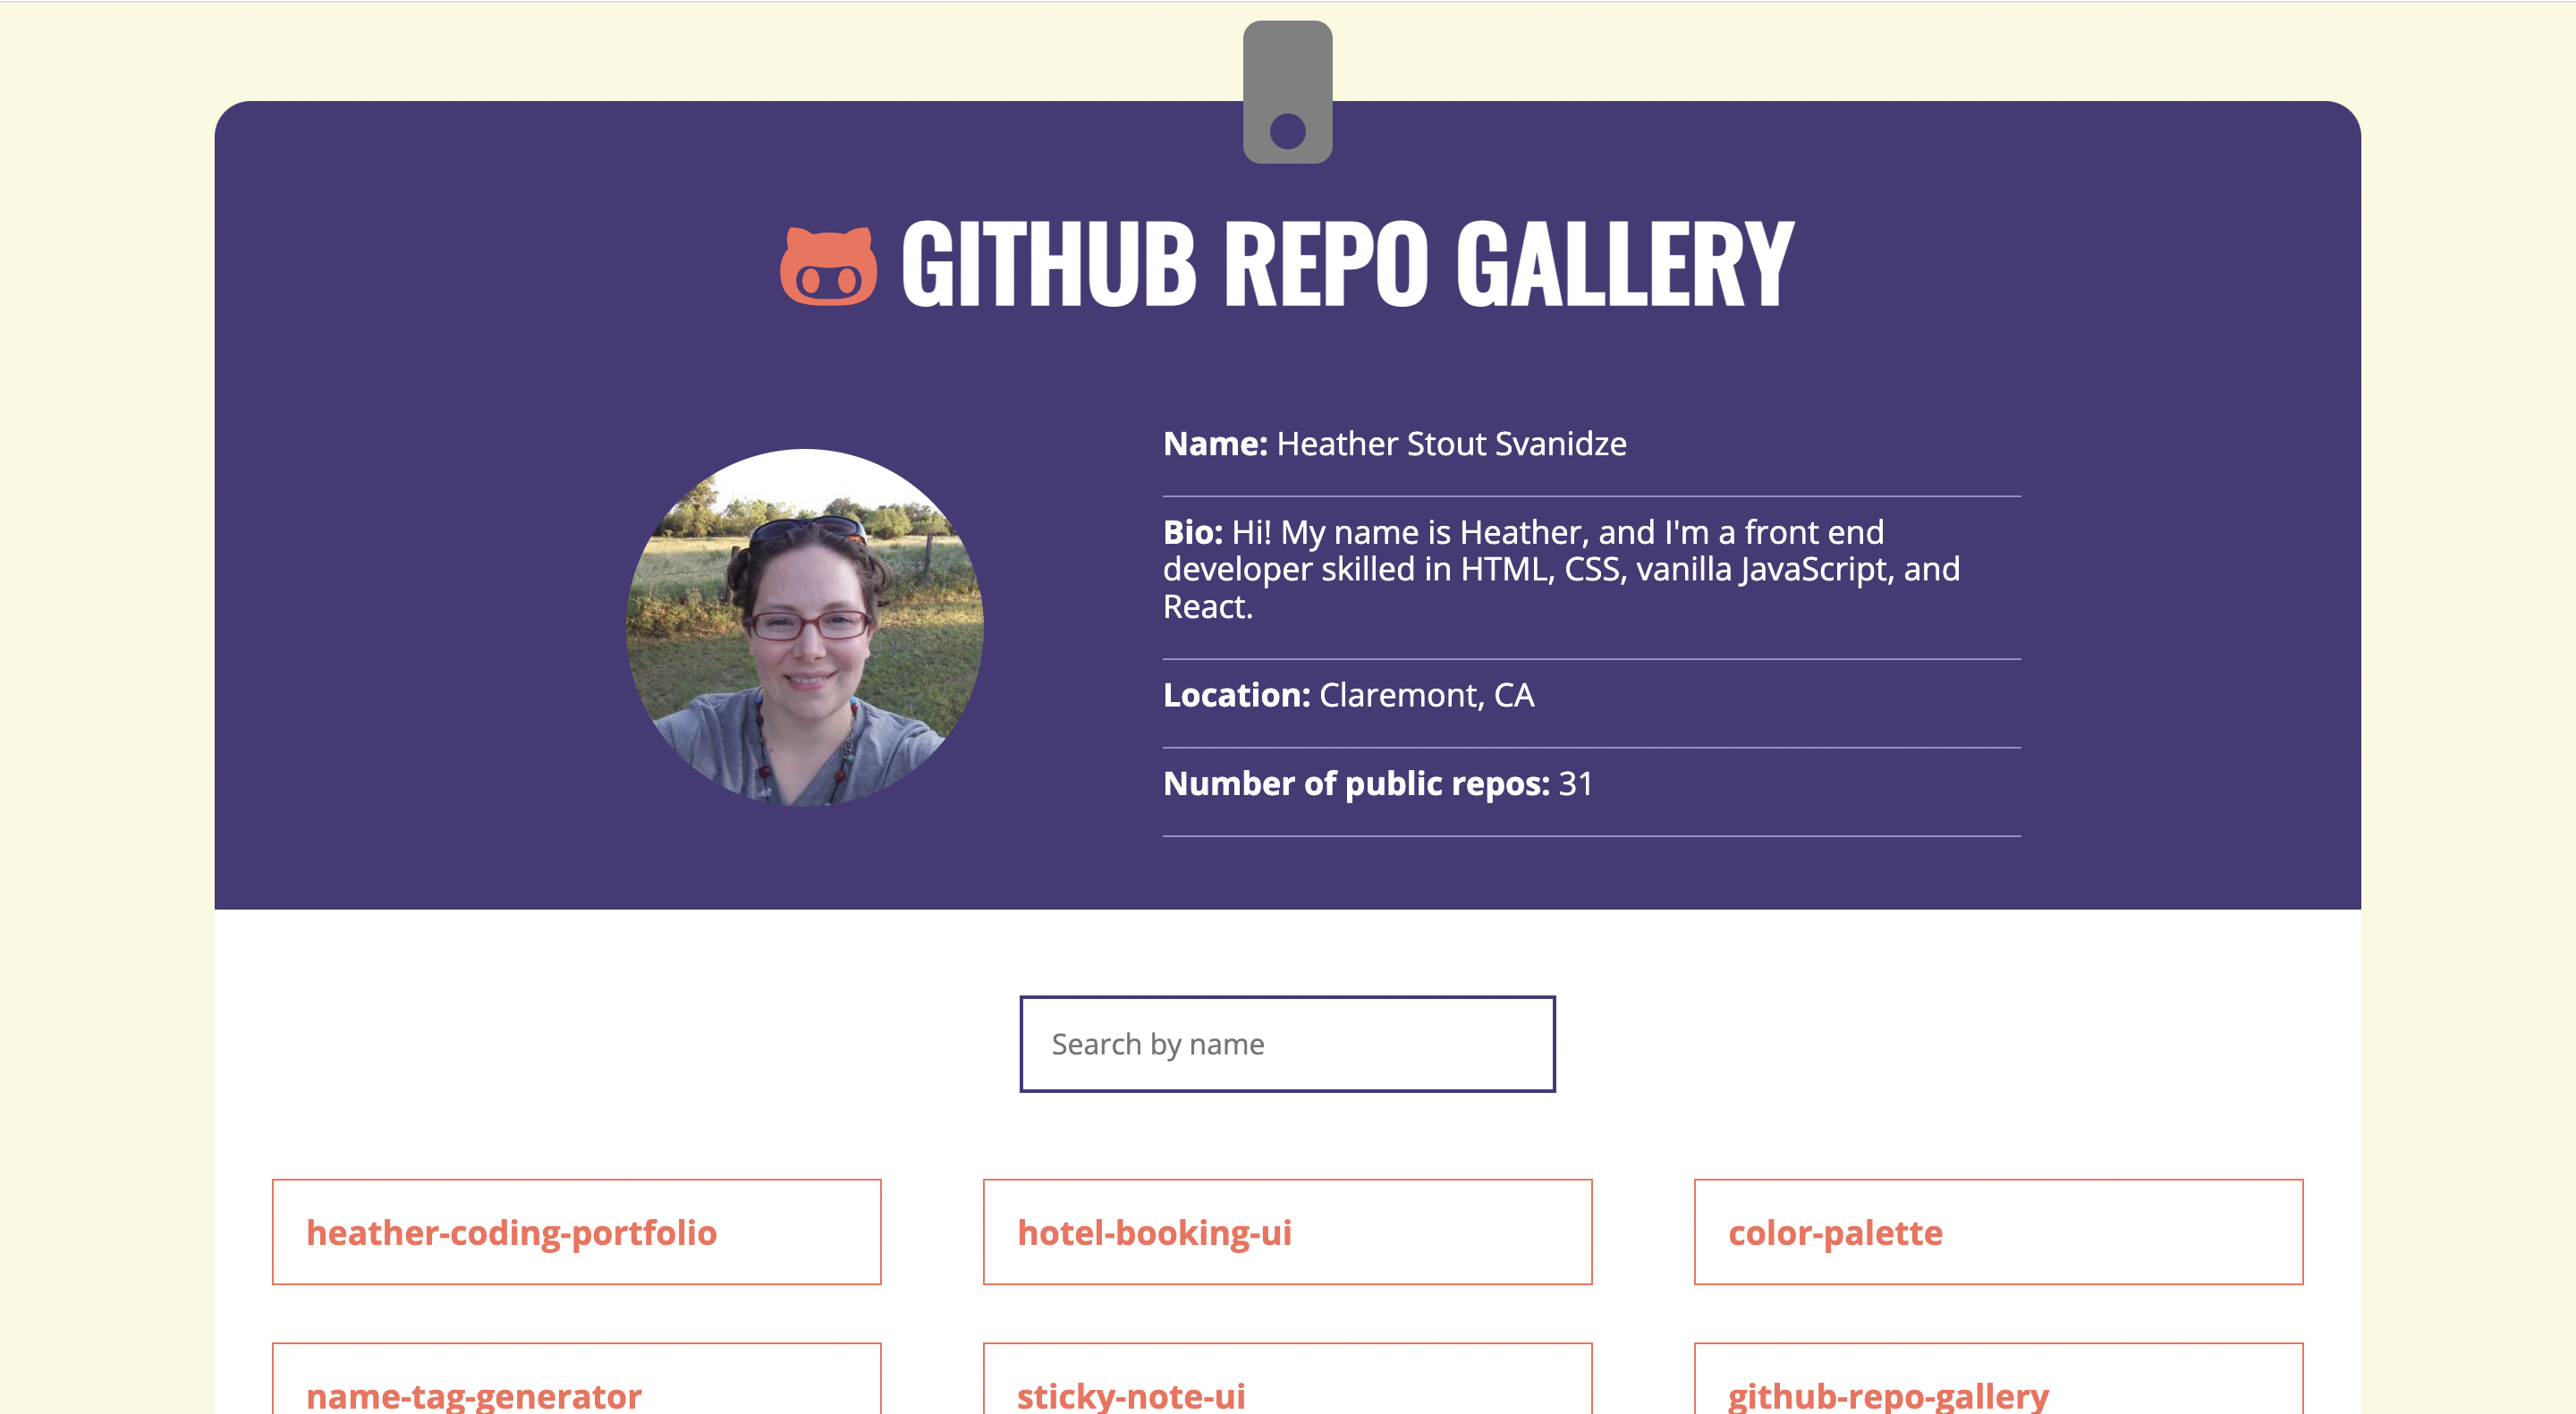 GITHUB REPO GALLERY
Name: Heather Stout Svanidze
Bio: Hi! My name is Heather, and I'm a front end
developer skilled in HTML, CSS, vanilla JavaScript, and
React.
Location: Claremont, CA
Number of public repos: 31
Search by name
heather-coding-portfolio
hotel-booking-ui
color-palette
name-tag-generator
sticky-note-ui
github-repo-gallery